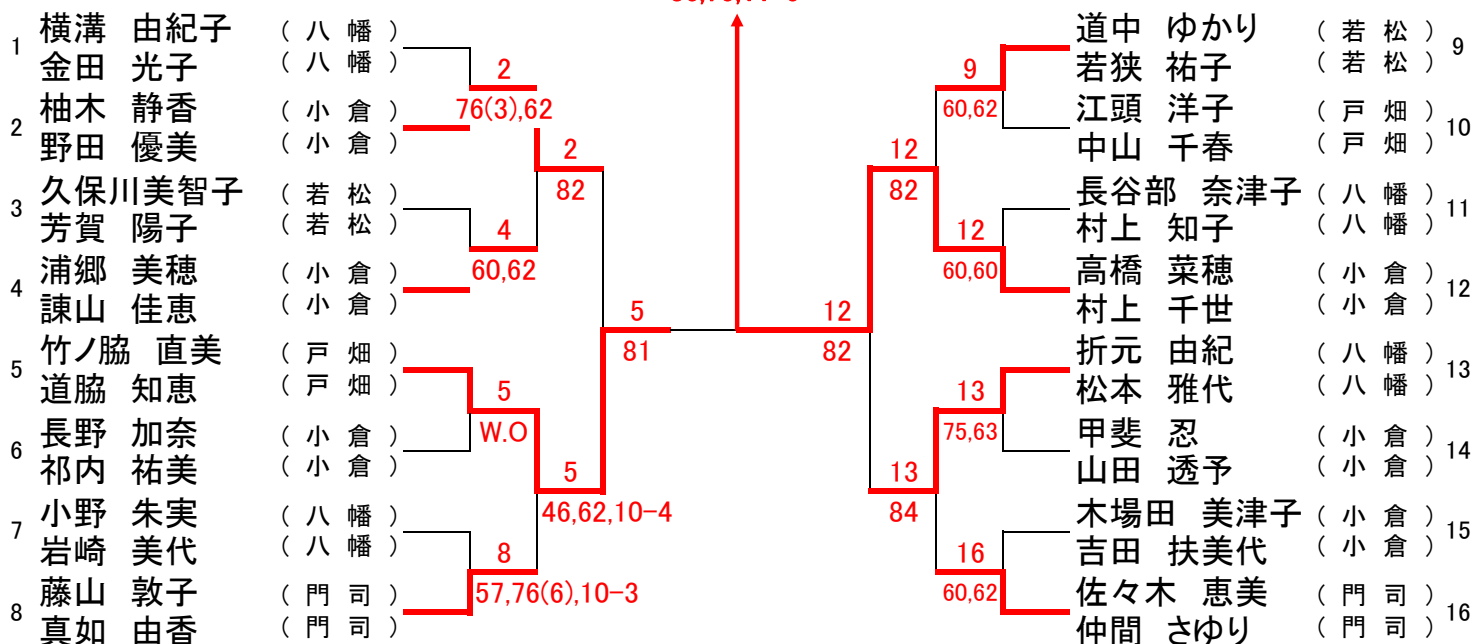 1 横溝 由紀子 ( 八 幡 )
金田 光子 ( 八 幡 )
2 柚木 静香 ( 小 倉 )
野田 優美 ( 小 倉 )
3 久保川美智子 ( 若 松 )
芳賀 陽子 ( 若 松 )
4 浦郷 美穂 ( 小 倉 )
諌山 佳恵 ( 小 倉 )
5 竹ノ脇 直美 ( 戸 畑 )
道脇 知恵 ( 戸 畑 )
6 長野 加奈 ( 小 倉 )
祁内 祐美 ( 小 倉 )
7 小野 朱実 ( 八 幡 )
岩崎 美代 ( 八 幡 )
8 藤山 敦子 ( 門 司 )
真如 由香 ( 門 司 )
2
76(3),62
4
60,62
5
W.O
8
57,76(6),10-3
2
82
5
46,62,10-4
5
81
12
82
12
82
13
84
9
60,62
12
60,60
13
75,63
16
60,62
道中 ゆかり ( 若 松 ) 9
若狭 祐子 ( 若 松 )
江頭 洋子 ( 戸 畑 ) 10
中山 千春 ( 戸 畑 )
長谷部 奈津子 ( 八 幡 ) 11
村上 知子 ( 八 幡 )
高橋 菜穂 ( 小 倉 ) 12
村上 千世 ( 小 倉 )
折元 由紀 ( 八 幡 ) 13
松本 雅代 ( 八 幡 )
甲斐 忍 ( 小 倉 ) 14
山田 透予 ( 小 倉 )
木場田 美津子 ( 小 倉 ) 15
吉田 扶美代 ( 小 倉 )
佐々木 恵美 ( 門 司 ) 16
仲間 さゆり ( 門 司 )